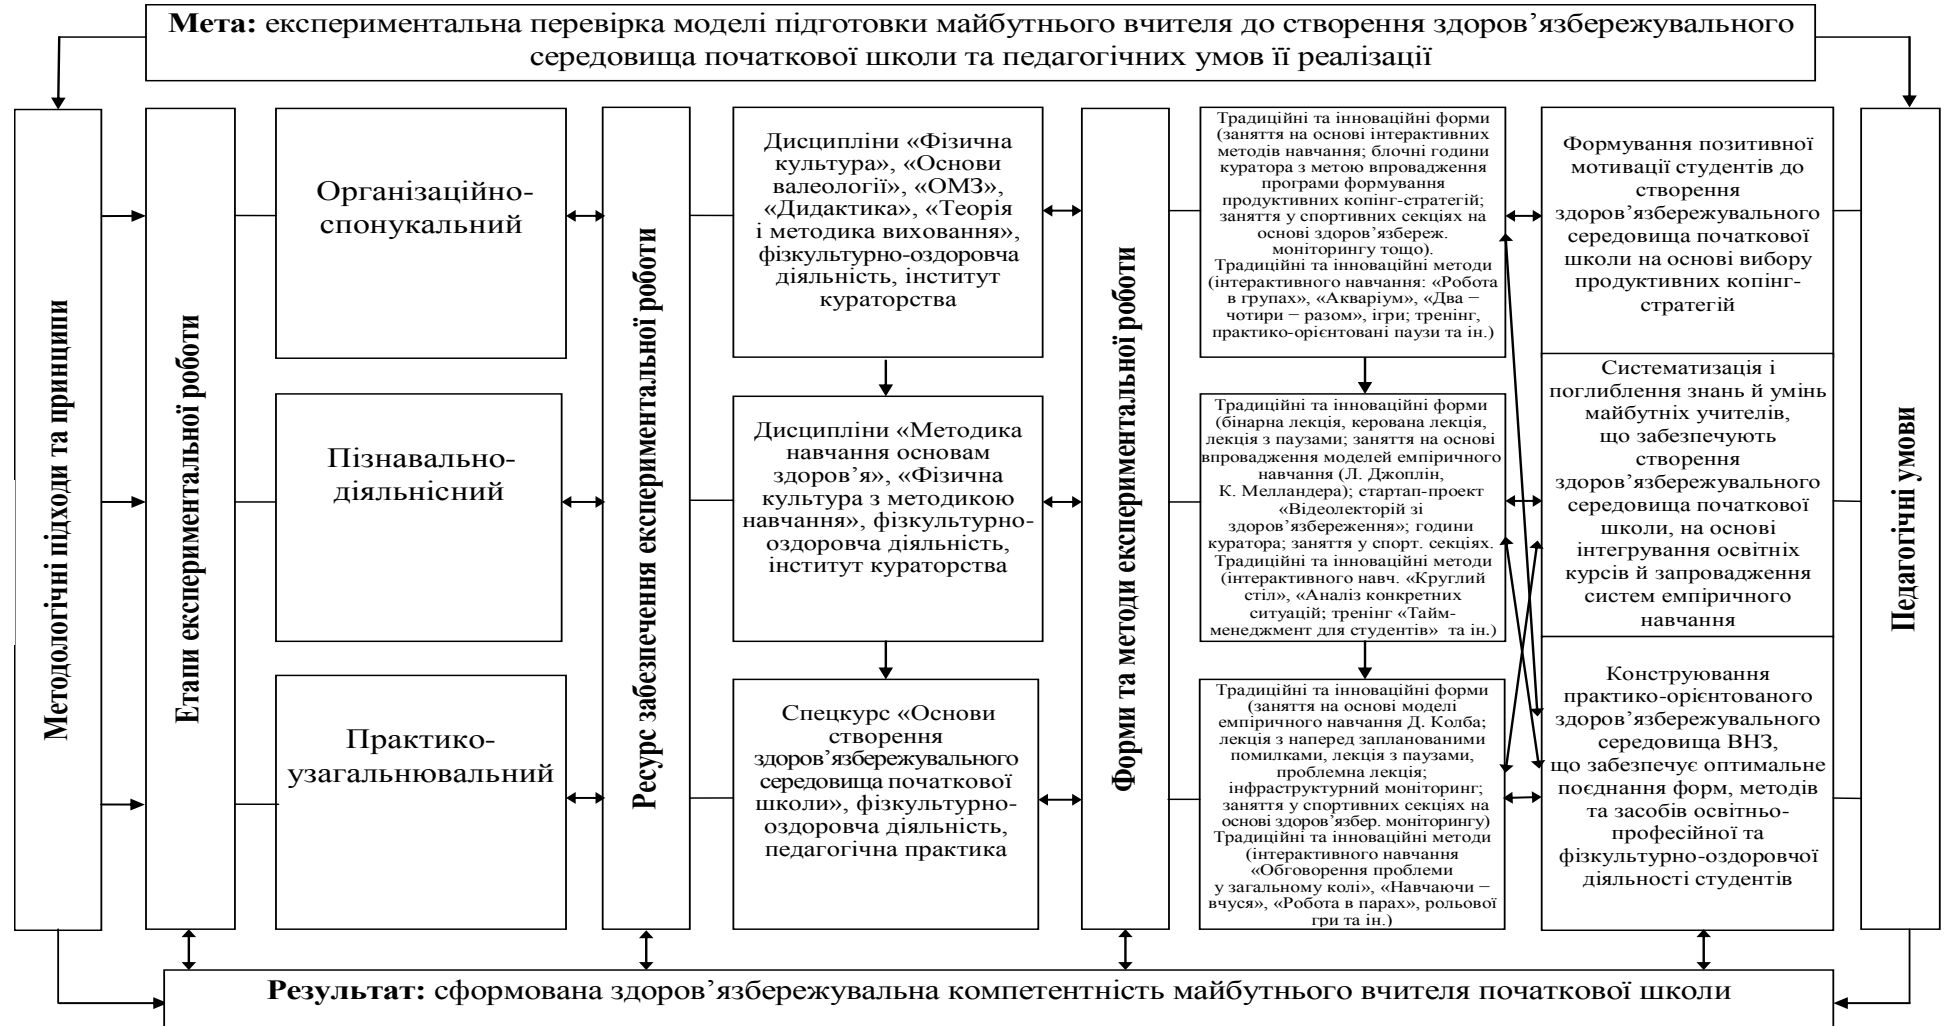 Мета: експериментальна перевірка моделі підготовки майбутнього вчителя до створення здоров’язбережувального
середовища початкової школи та педагогічних умов її реалізації
Методологічні підходи та принципи
Етапи експериментальної роботи
Організаційно-
спонукальний
Пізнавально-
діяльнісний
Практико-
узагальнювальний
Ресурс забезпечення експериментальної роботи
Дисципліни «Фізична
культура», «Основи
валеології», «ОМЗ»,
«Дидактика», «Теорія
і методика виховання»,
фізкультурно-оздоровча
діяльність, інститут
кураторства
Дисципліни «Методика
навчання основам
здоров’я», «Фізична
культура з методикою
навчання», фізкультурно-
оздоровча діяльність,
інститут кураторства
Спецкурс «Основи
створення
здоров’язбережувального
середовища початкової
школи», фізкультурно-
оздоровча діяльність,
педагогічна практика
Форми та методи експериментальної роботи
Традиційні та інноваційні форми
(заняття на основі інтерактивних
методів навчання; блочні години
куратора з метою впровадження
програми формування
продуктивних копінг-стратегій;
заняття у спортивних секціях на
основі здоров’язбереж.
моніторингу тощо).
Традиційні та інноваційні методи
(інтерактивного навчання: «Робота
в групах», «Акваріум», «Два −
чотири − разом», ігри; тренінг,
практико-орієнтовані паузи та ін.)
Традиційні та інноваційні форми
(бінарна лекція, керована лекція,
лекція з паузами; заняття на основі
впровадження моделей емпіричного
навчання (Л. Джоплін,
К. Мелландера); стартап-проект
«Відеолекторій зі
здоров’язбереження»; години
куратора; заняття у спорт. секціях.
Традиційні та інноваційні методи
(інтерактивного навч. «Круглий
стіл», «Аналіз конкретних
ситуацій; тренінг «Тайм-
менеджмент для студентів» та ін.)
Традиційні та інноваційні форми
(заняття на основі моделі
емпіричного навчання Д. Колба;
лекція з наперед запланованими
помилками, лекція з паузами,
проблемна лекція;
інфраструктурний моніторинг;
заняття у спортивних секціях на
основі здоров’язбер. моніторингу)
Традиційні та інноваційні методи
(інтерактивного навчання
«Обговорення проблеми
у загальному колі», «Навчаючи −
вчуся», «Робота в парах», рольової
гри та ін.)
Формування позитивної
мотивації студентів до
створення
здоров’язбережувального
середовища початкової
школи на основі вибору
продуктивних копінг-
стратегій
Систематизація і
поглиблення знань й умінь
майбутніх учителів,
що забезпечують
створення
здоров’язбережувального
середовища початкової
школи, на основі
інтегрування освітніх
курсів й запровадження
систем емпіричного
навчання
Конструювання
практико-орієнтованого
здоров’язбережувального
середовища ВНЗ,
що забезпечує оптимальне
поєднання форм, методів
та засобів освітньо-
професійної та
фізкультурно-оздоровчої
діяльності студентів
Педагогічні умови
Результат: сформована здоров’язбережувальна компетентність майбутнього вчителя початкової школи